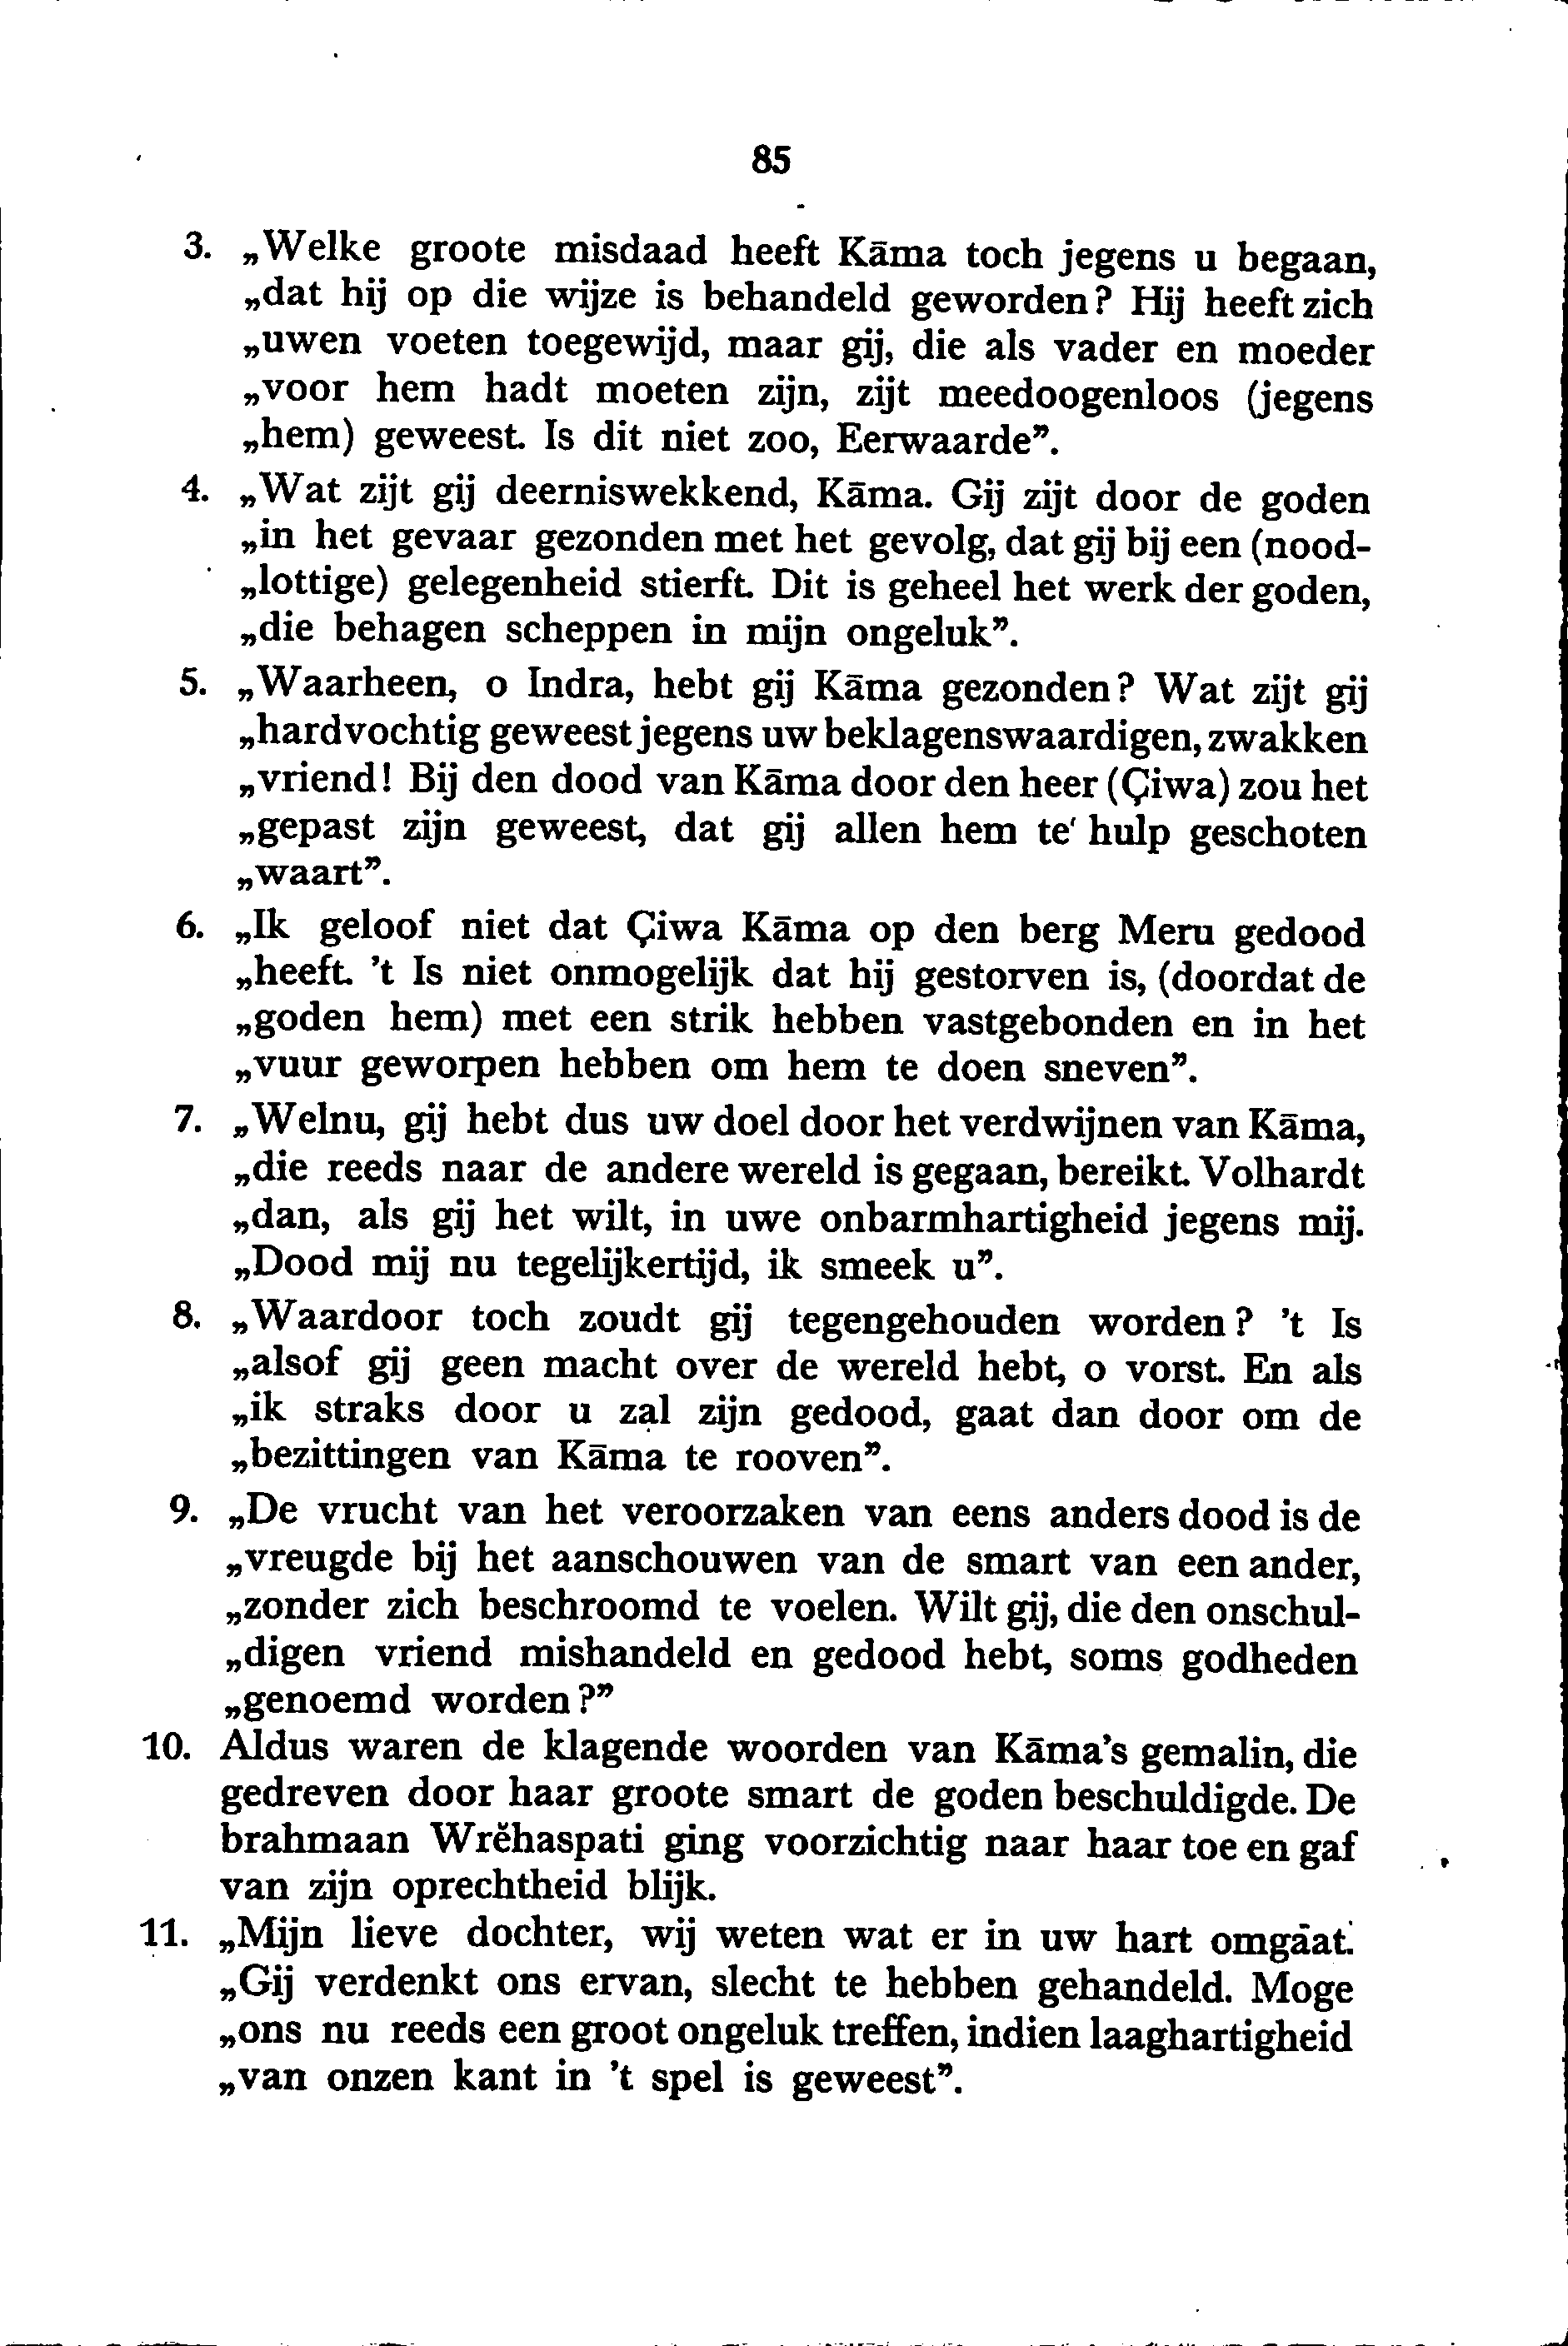 85
3. „Welke groote misdaad heeft Kāma toch jegens u begaan,
„dat hij op die wijze is behandeld geworden? Hij heeft zich
„uwen voeten toegewijd, maar gij, die als vader en moeder
„voor hem hadt moeten zijn, zijt meedoogenloos (jegens
„hem) geweest. Is dit niet zoo, Eerwaarde”.
4. „Wat zijt gij deerniswekkend, Kāma. Gij zijt door de goden
„in het gevaar gezonden met het gevolg, dat gij bij een (nood-
„lottige) gelegenheid stierft. Dit is geheel het werk der goden,
„die behagen scheppen in mijn ongeluk”.
5. „Waarheen, o Indra, hebt gij Kāma gezonden? Wat zijt gij
„hardvochtig geweest jegens uw beklagenswaardigen, zwakken
„vriend! Bij den dood van Kāma door den heer (Çiwa) zou het
„gepast zijn geweest, dat gij allen hem te hulp geschoten
„waart”.
6. „Ik geloof niet dat Çiwa Kāma op den berg Meru gedood
„heeft. 't Is niet onmogelijk dat hij gestorven is, (doordat de
„goden hem) met een strik hebben vastgebonden en in het
„vuur geworpen hebben om hem te doen sneven”.
7. „Welnu, gij hebt dus uw doel door het verdwijnen van Kāma,
„die reeds naar de andere wereld is gegaan, bereikt. Volhardt
„dan, als gij het wilt, in uwe onbarmhartigheid jegens mij.
„Dood mij nu tegelijkertijd, ik smeek u”.
8. „Waardoor toch zoudt gij tegengehouden worden? 't Is
„alsof gij geen macht over de wereld hebt, o vorst. En als
„ik straks door u zal zijn gedood, gaat dan door om de
„bezittingen van Kāma te rooven”.
9. „De vrucht van het veroorzaken van eens anders dood is de
„vreugde bij het aanschouwen van de smart van een ander,
„zonder zich beschroomd te voelen. Wilt gij, die den onschul-
„digen vriend mishandeld en gedood hebt, soms godheden
„genoemd worden?”
10. Aldus waren de klagende woorden van Kāma's gemalin, die
gedreven door haar groote smart de goden beschuldigde. De
brahmaan Wrĕhaspati ging voorzichtig naar haar toe en gaf
van zijn oprechtheid blijk.
11. „Mijn lieve dochter, wij weten wat er in uw hart omgaat.
„Gij verdenkt ons ervan, slecht te hebben gehandeld. Moge
„ons nu reeds een groot ongeluk treffen, indien laaghartigheid
„van onzen kant in 't spel is geweest”.